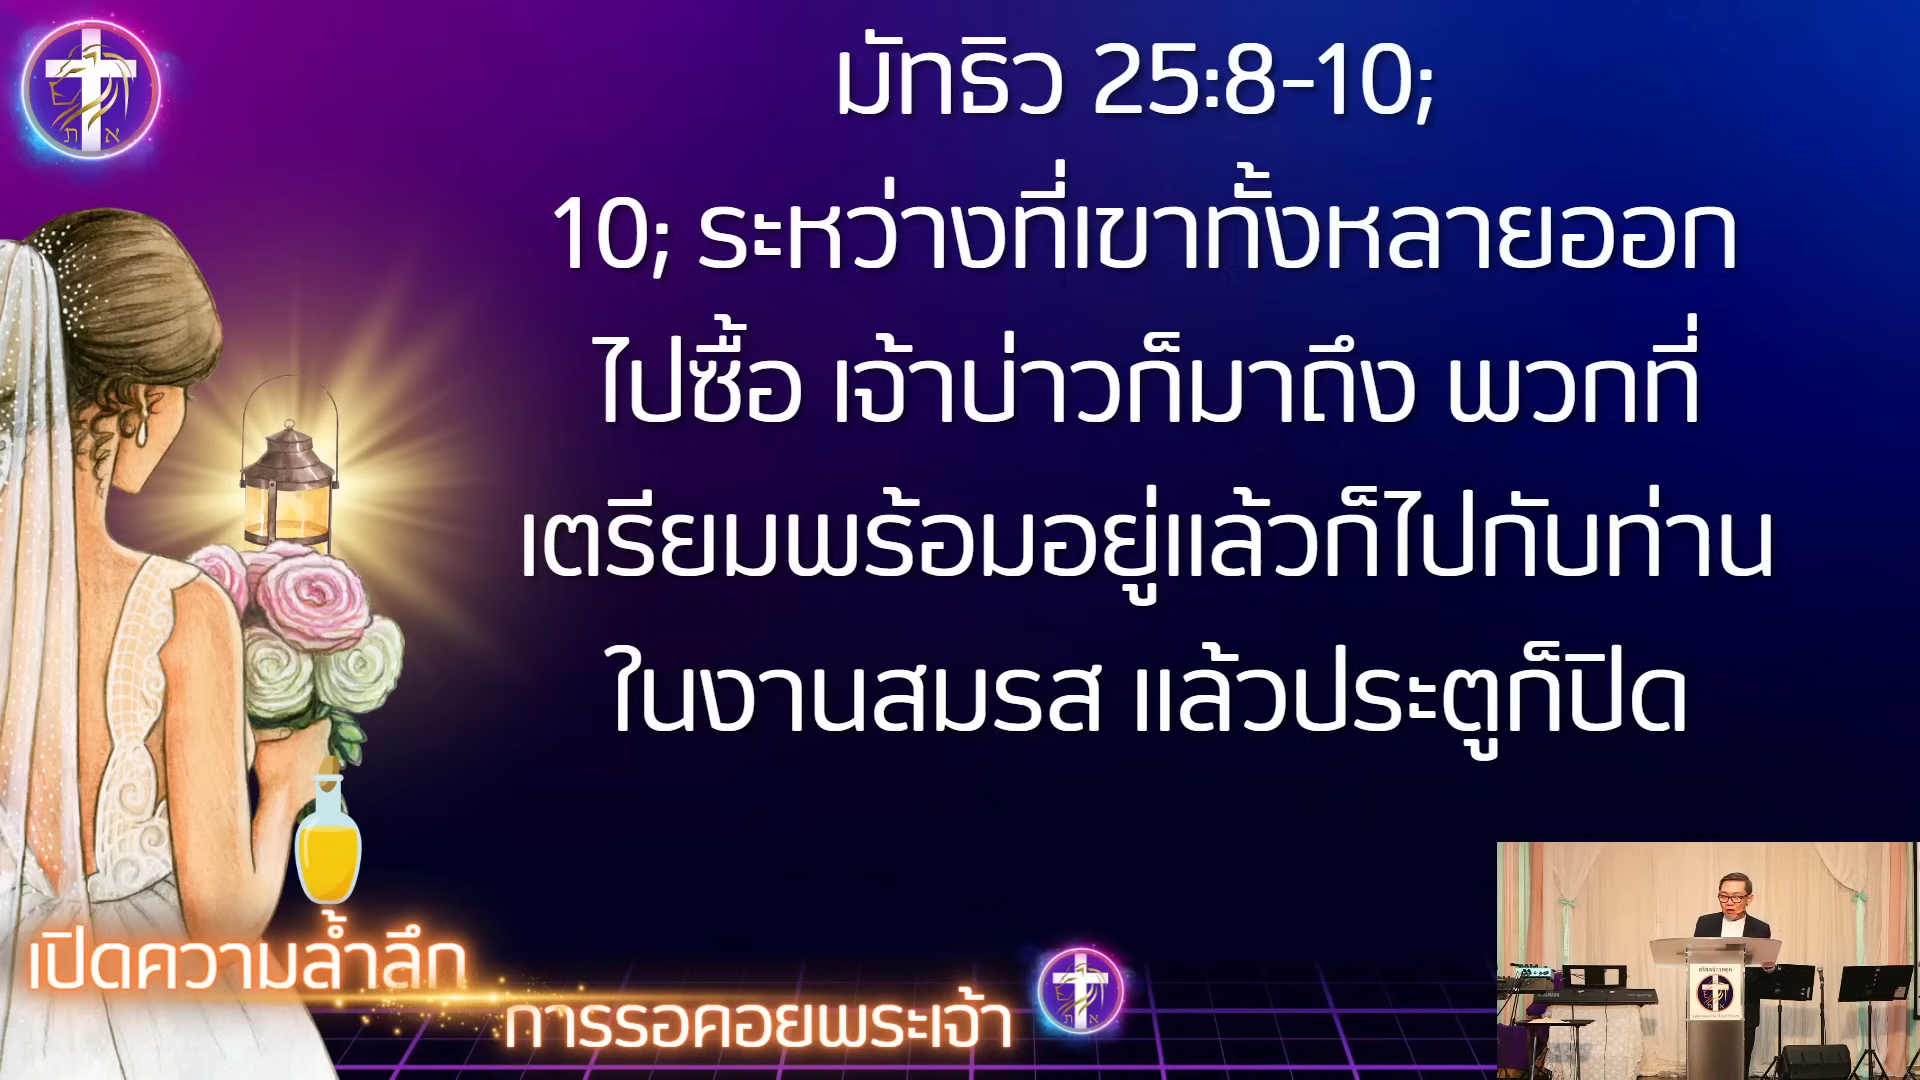 มัทธิว 25:8-10;
10; ระหว่างที่เขาทั้งหลายออก
ไปซื้อ เจ้าบ่าวก็มาถึง พวกที่
เตรียมพร้อมอยู่แล้วก็ไปกับท่าน
ในงานสมรส แล้วประตูก็ปิด
เปิดความล้ำลึก
การรอคอยพระเจ้า
ת א
ת א
YAMAHA